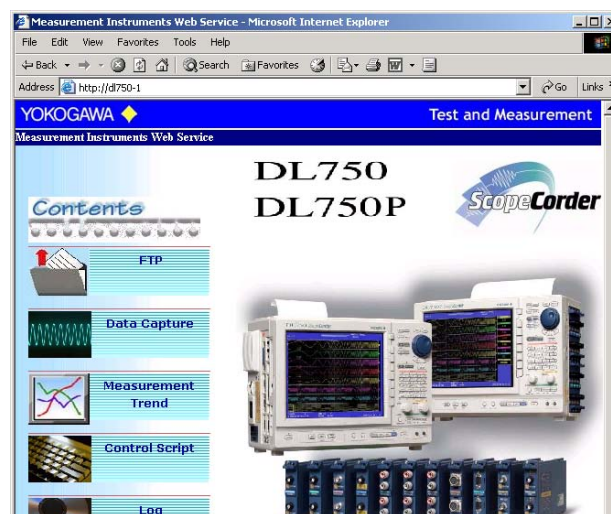 Measurement Instruments Web Service - Microsoft Internet Explorer
File Edit View Favorites Tools Help
Back Search Favorites
Address http://dl750-1 Go Links
YOKOGAWA Test and Measurement
Measurement Instruments Web Service
DL750
DL750P
ScopeCorder
Contents
FTP
Data Capture
Measurement
Trend
Control Script
Log